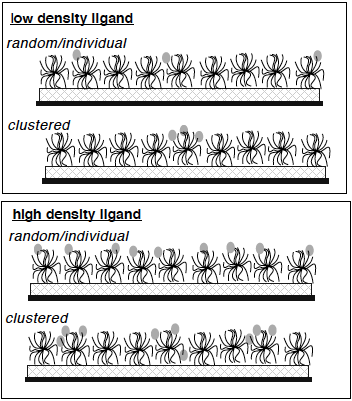 low density ligand
random/individual
clustered
high density ligand
random/individual
clustered